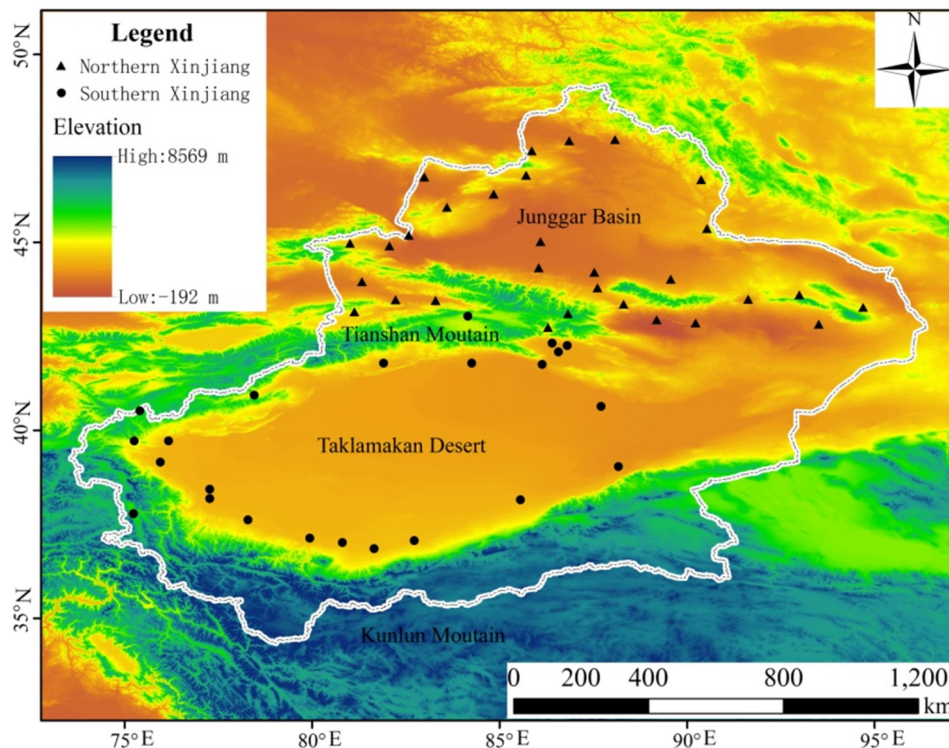 Legend
Northern Xinjiang
Southern Xinjiang
Elevation
High:8569 m
Low:-192 m
N
50°N
45°N
40°N
35°N
Junggar Basin
Tianshan Moutain
Taklamakan Desert
Kunlun Moutain
0 200 400 800 1,200
km
75°E 80°E 85°E 90°E 95°E